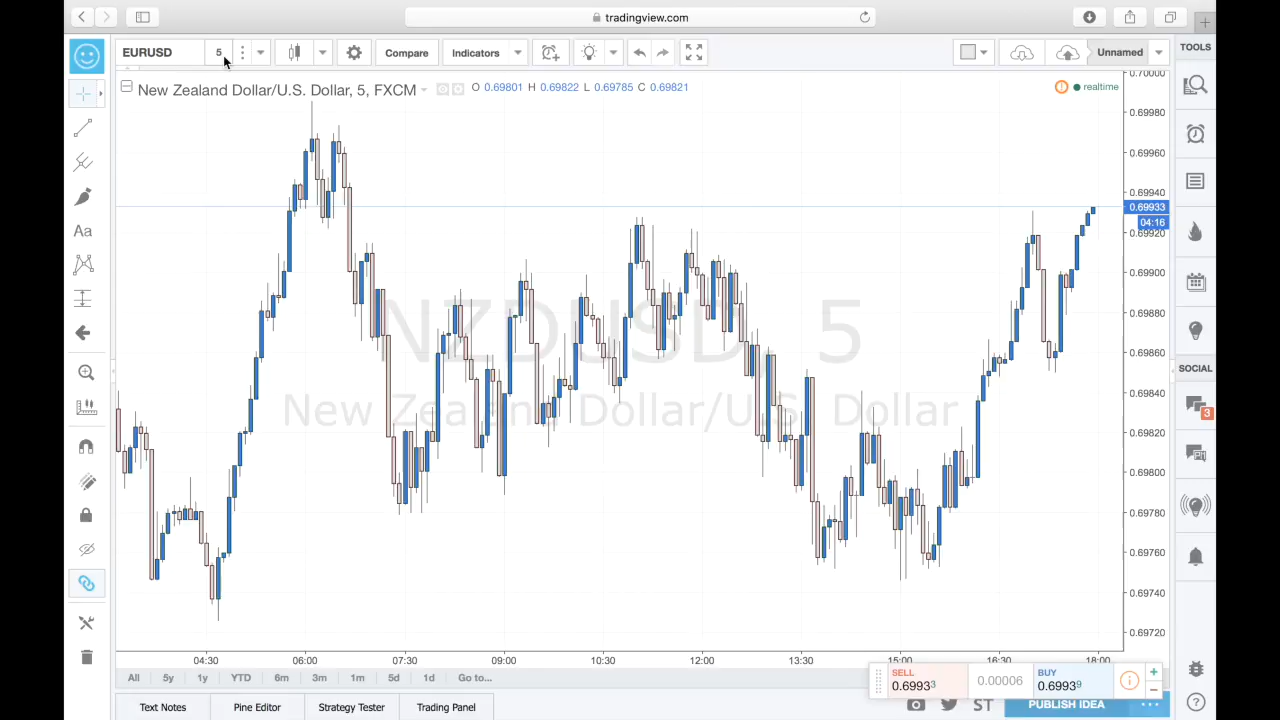 tradingview.com
EURUSD 5 Compare Indicators Unnamed
TOOLS
New Zealand Dollar/U.S. Dollar, 5, FXCM O 0.69801 H 0.69822 L 0.69785 C 0.69821
realtime
0.70000
0.69980
0.69960
0.69940
0.69933
04:16
0.69920
0.69900
0.69880
0.69860
0.69840
0.69820
0.69800
0.69780
0.69760
0.69740
0.69720
NZDUSD, 5
New Zealand Dollar/U.S. Dollar
Aa
SOCIAL
3
04:30 06:00 07:30 09:00 10:30 12:00 13:30 15:00 16:30 18:00
All 5y 1y YTD 6m 3m 1m 5d 1d Go to...
SELL
0.69933
0.00006
BUY
0.69939
Text Notes Pine Editor Strategy Tester Trading Panel
ST PUBLISH IDEA